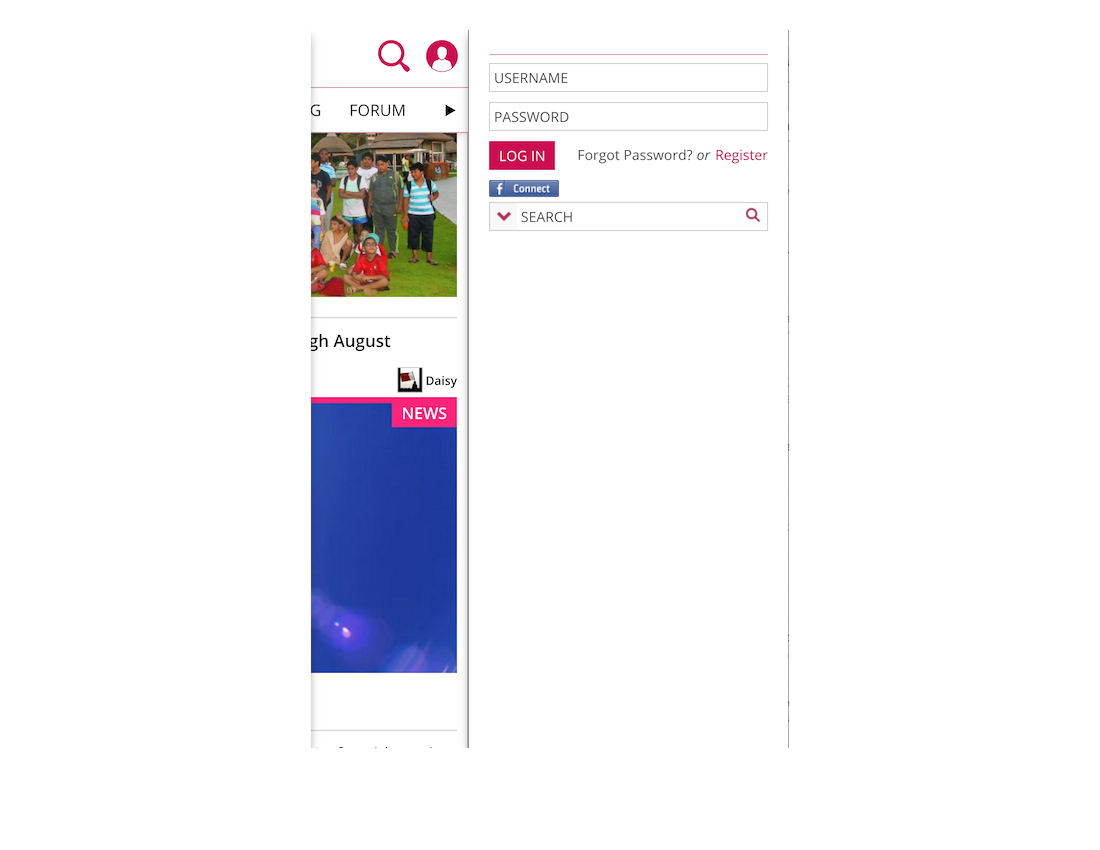 G FORUM
gh August
Daisy
NEWS
USERNAME
PASSWORD
LOG IN Forgot Password? or Register
f Connect
SEARCH